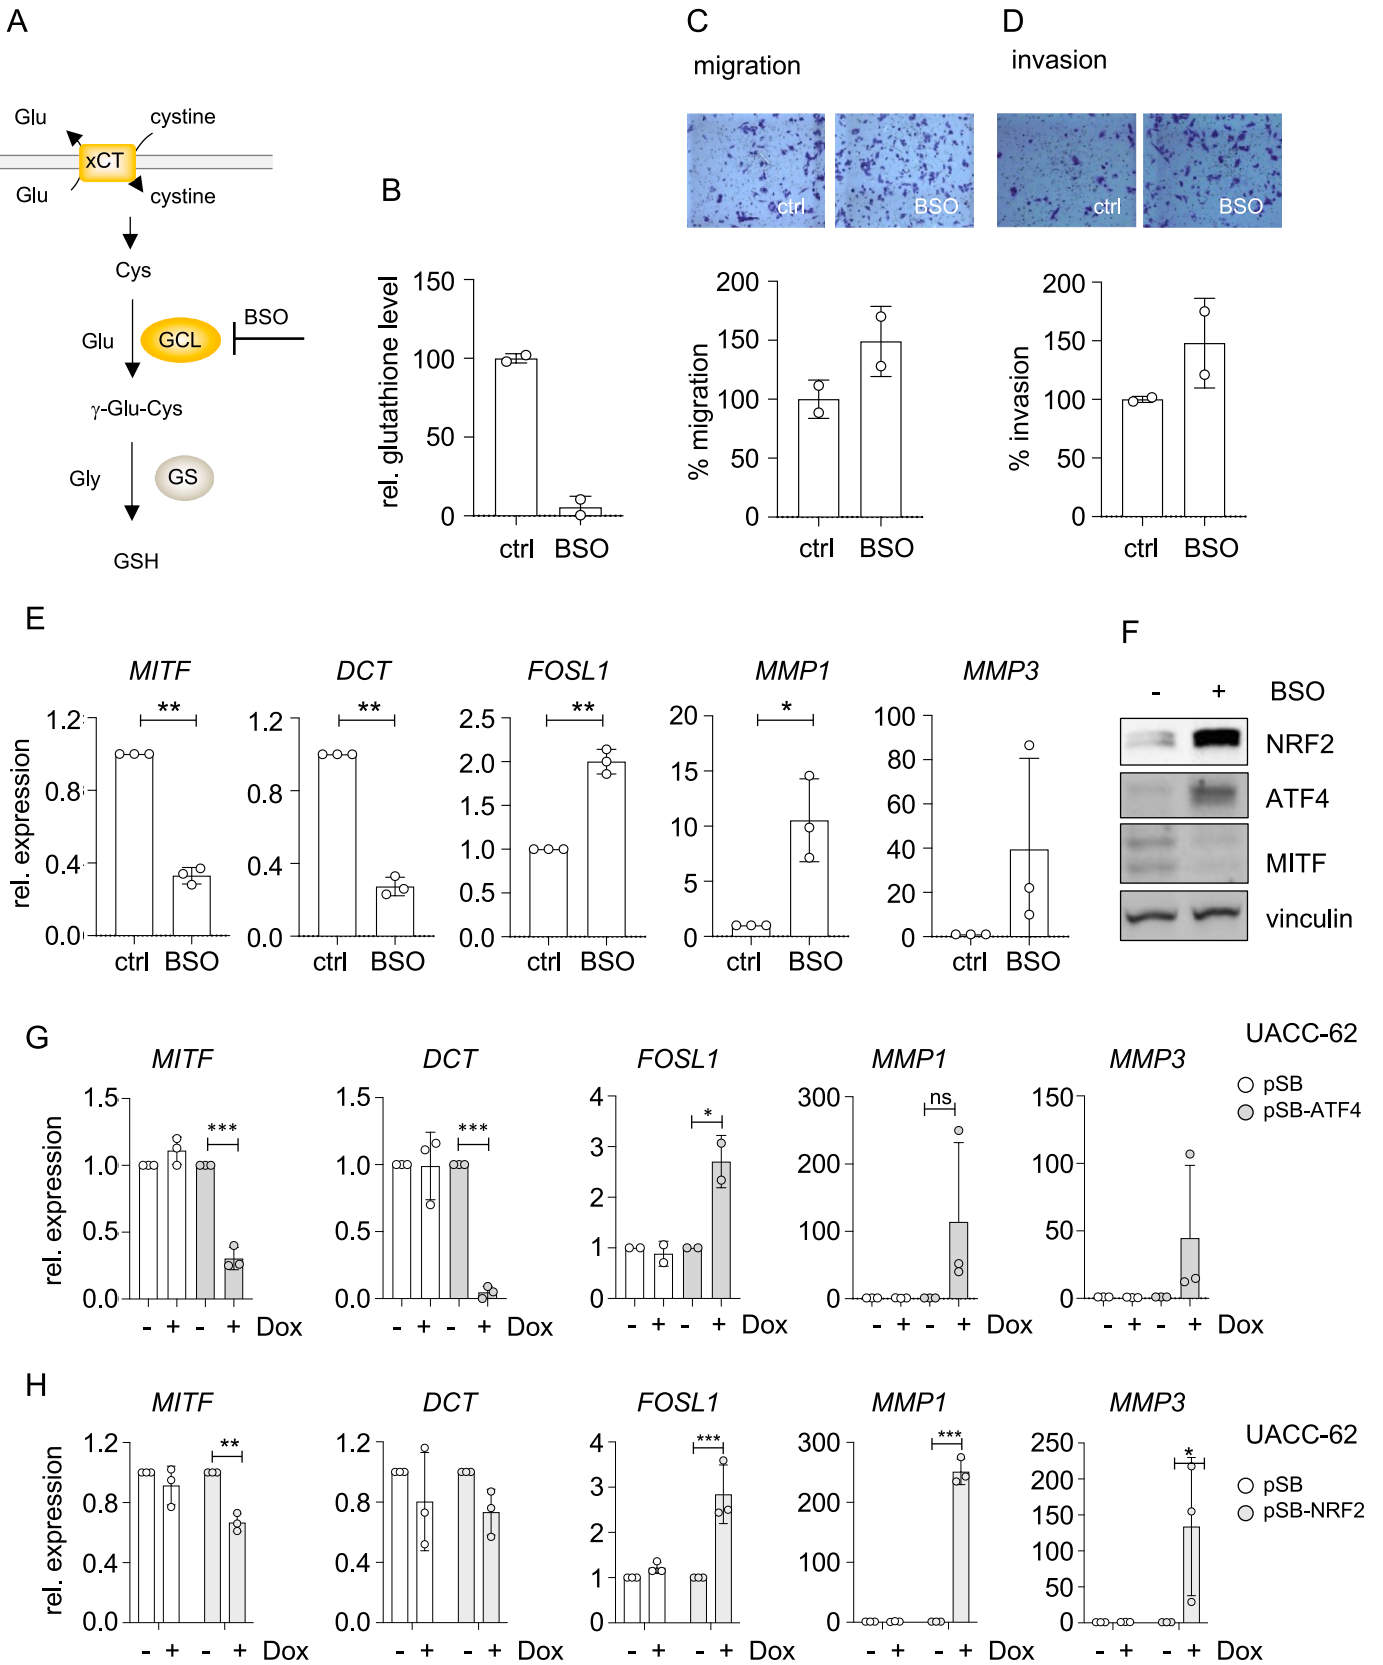 A
Glu
cystine
xCT
Glu
cystine
Cys
Glu
GCL
BSO
γ-Glu-Cys
Gly
GS
GSH
B
rel. glutathione level
150
100
50
0
ctrl BSO
C
migration
ctrl
BSO
% migration
200
150
100
50
0
ctrl BSO
D
invasion
ctrl
BSO
% invasion
200
150
100
50
0
ctrl BSO
E
rel. expression
MITF
**
1.2
0.8
0.4
0.0
ctrl BSO
DCT
**
1.2
0.8
0.4
0.0
ctrl BSO
FOSL1
**
2.5
2.0
1.5
1.0
0.5
0.0
ctrl BSO
MMP1
*
20
15
10
5
0
ctrl BSO
MMP3
100
80
60
40
20
0
ctrl BSO
F
- + BSO
NRF2
ATF4
MITF
vinculin
G
rel. expression
MITF
***
1.5
1.0
0.5
0.0
- + - + Dox
DCT
***
1.5
1.0
0.5
0.0
- + - + Dox
FOSL1
*
4
3
2
1
0
- + - + Dox
MMP1
ns
300
200
100
0
- + - + Dox
MMP3
150
100
50
0
- + - + Dox
UACC-62
pSB
pSB-ATF4
H
rel. expression
MITF
**
1.2
0.8
0.4
0.0
- + - + Dox
DCT
1.2
0.8
0.4
0.0
- + - + Dox
FOSL1
***
4
3
2
1
0
- + - + Dox
MMP1
***
300
200
100
0
- + - + Dox
MMP3
*
250
200
150
100
50
0
- + - + Dox
UACC-62
pSB
pSB-NRF2